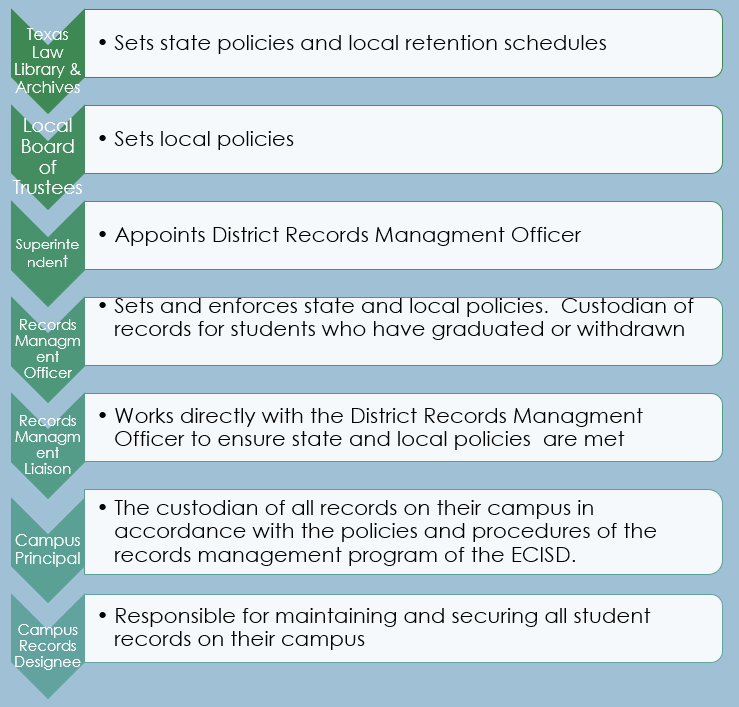 Texas
Law
Library &
Archives
• Sets state policies and local retention schedules
Local
Board
of
Trustees
• Sets local policies
Superinte
ndent
• Appoints District Records Managment Officer
Records
Managm
ent
Officer
• Sets and enforces state and local policies.  Custodian of
records for students who have graduated or withdrawn
Records
Managm
ent
Liaison
• Works directly with the District Records Managment
Officer to ensure state and local policies  are met
Campus
Principal
• The custodian of all records on their campus in
accordance with the policies and procedures of the
records management program of the ECISD.
Campus
Records
Designee
• Responsible for maintaining and securing all student
records on their campus